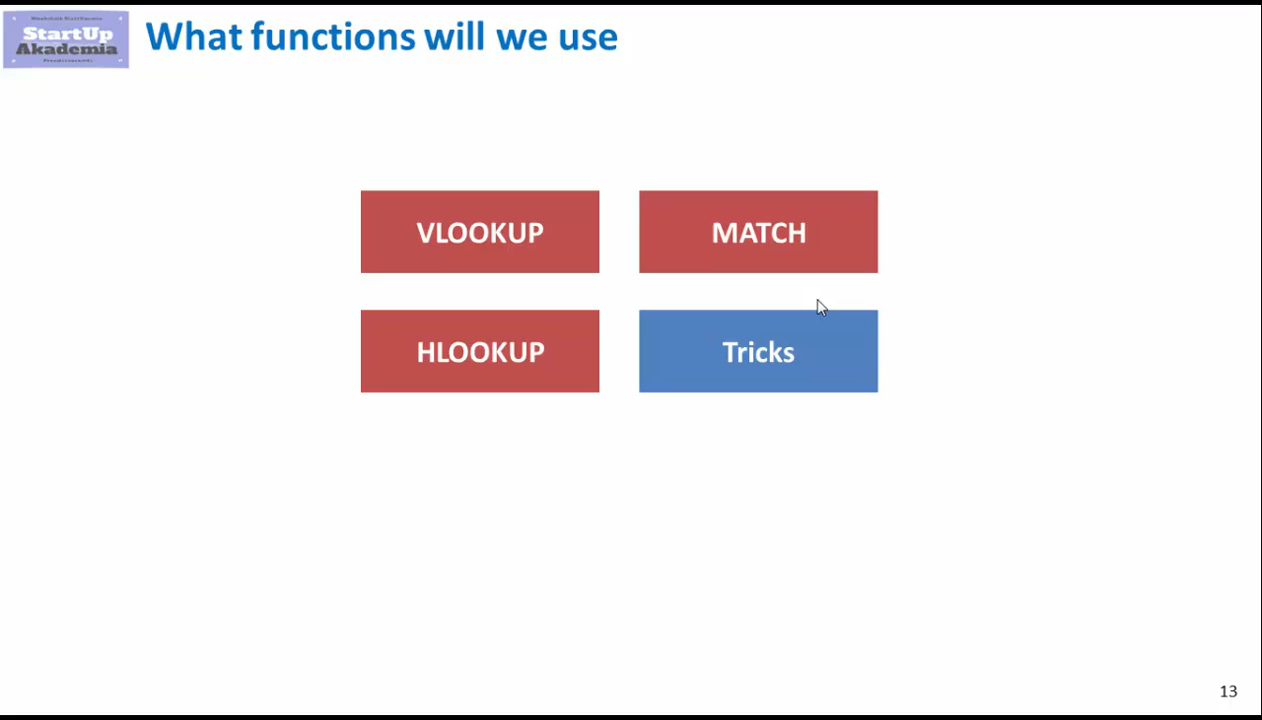 StartUp
Akademia
What functions will we use
VLOOKUP
MATCH
HLOOKUP
Tricks
13